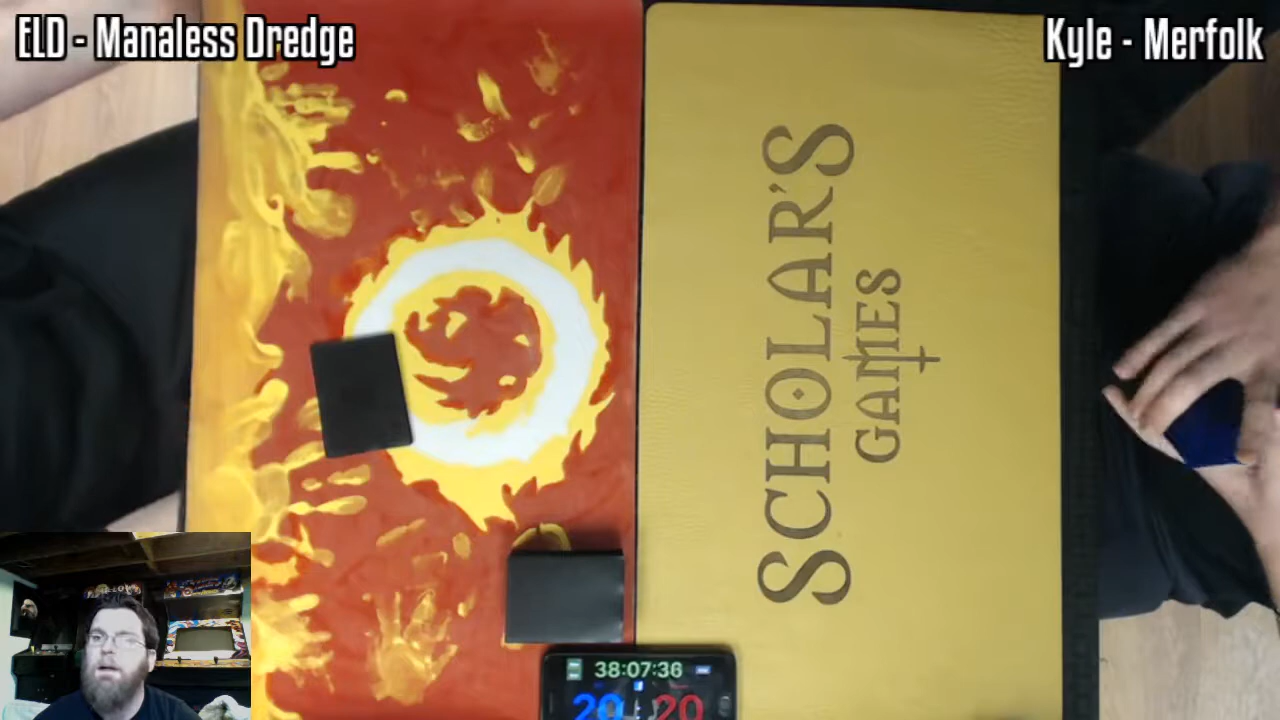 ELD - Manaless Dredge
Kyle - Merfolk
SCHOLAR'S
GAMES
38:07:36
20 20